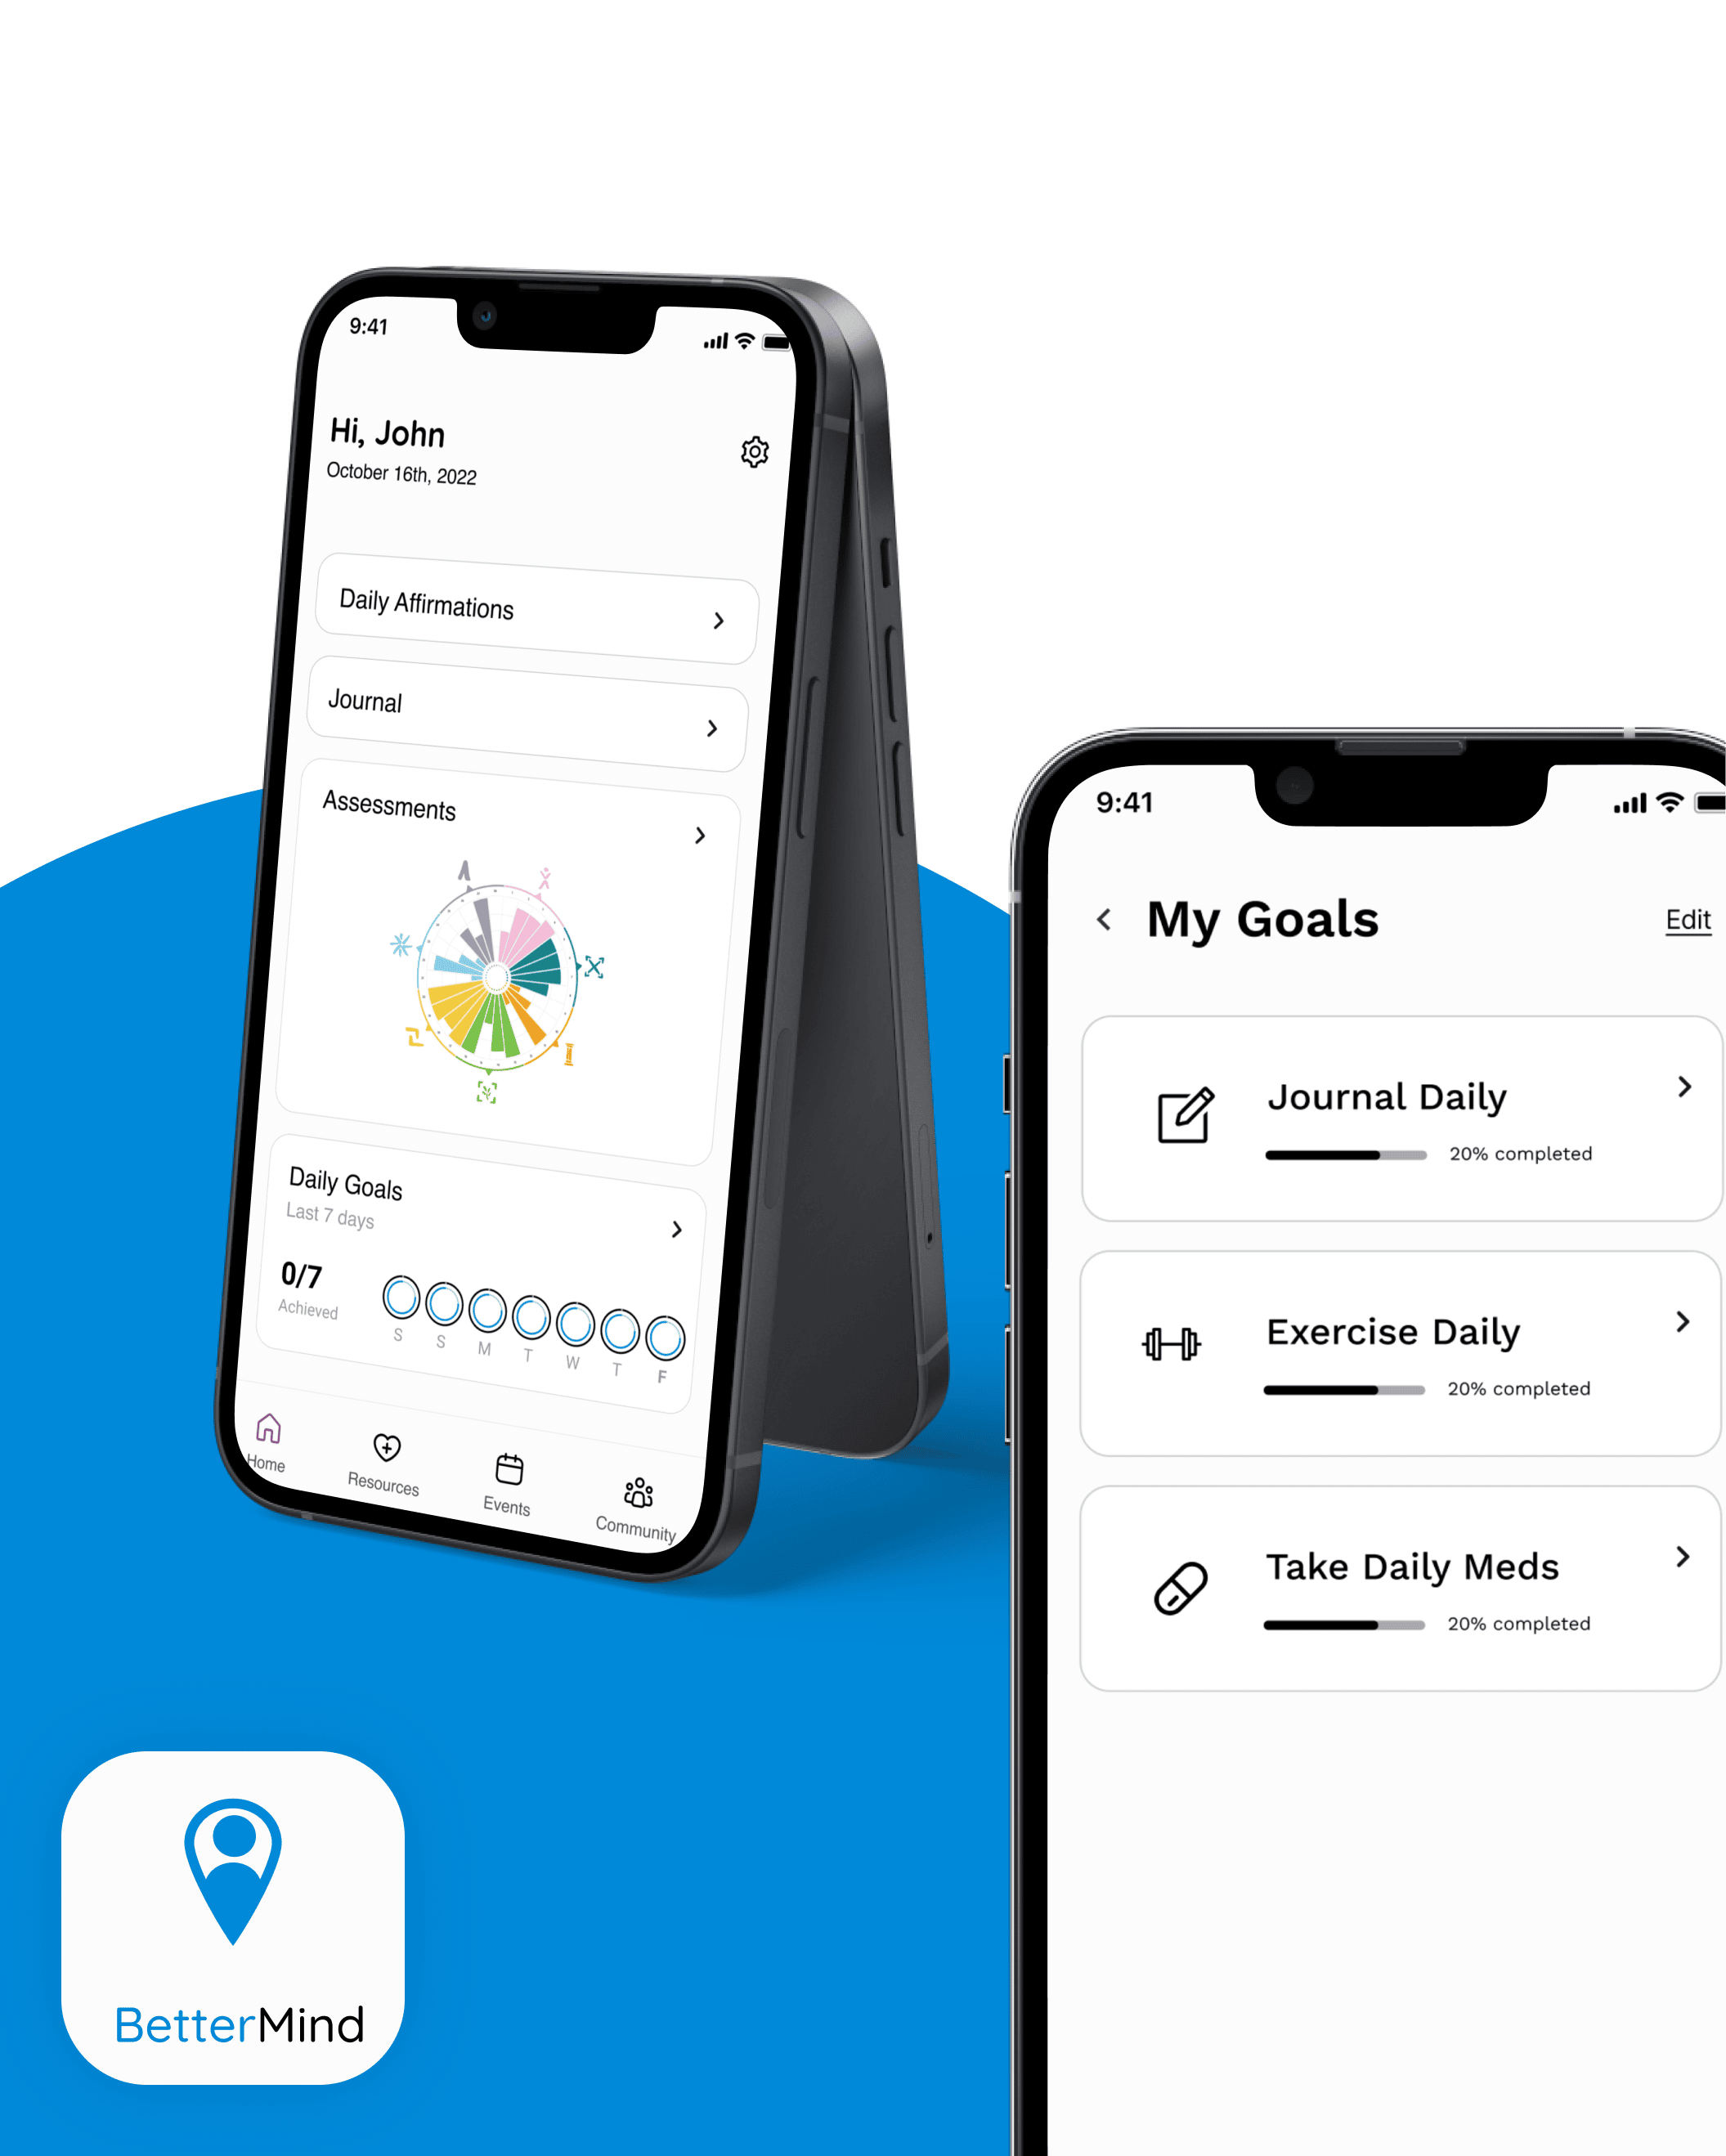 9:41
Hi, John
October 16th, 2022
Daily Affirmations
Journal
Assessments
Daily Goals
Last 7 days
0/7
Achieved
S S M T W T F
Home
Resources
Events
Community
9:41
My Goals
Edit
Journal Daily
20% completed
Exercise Daily
20% completed
Take Daily Meds
20% completed
BetterMind